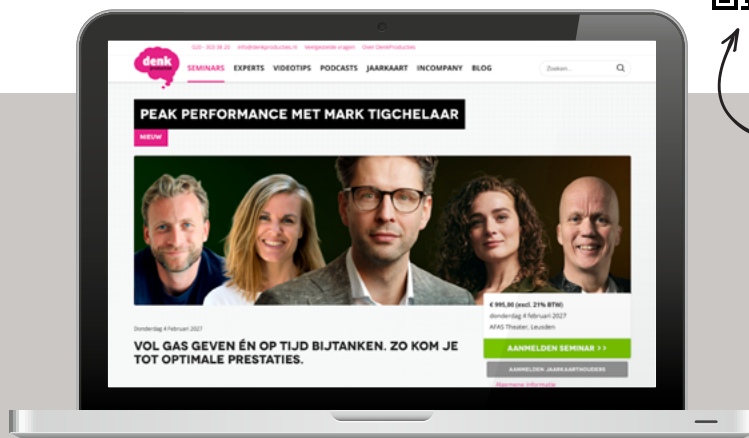 020 - 303 38 20 info@denkproducties.nl Veelgestelde vragen Over DenkProducties
denk
producties
SEMINARS EXPERTS VIDEOTIPS PODCASTS JAARKAART INCOMPANY BLOG
Zoeken...
PEAK PERFORMANCE MET MARK TIGCHELAAR
NIEUW
€ 995,00 (excl. 21% BTW)
donderdag 4 februari 2027
AFAS Theater, Leusden
AANMELDEN SEMINAR >>
AANMELDEN JAARKAARTHOUDERS
Algemene informatie
Donderdag 4 februari 2027
VOL GAS GEVEN ÉN OP TIJD BIJTANKEN. ZO KOM JE
TOT OPTIMALE PRESTATIES.